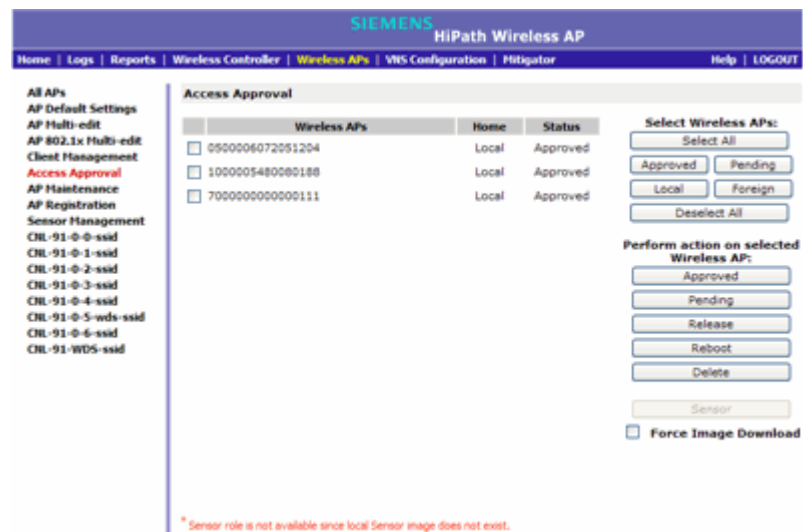 SIEMENS
HiPath Wireless AP
Home | Logs | Reports | Wireless Controller | Wireless APs | VNS Configuration | Mitigator Help | LOGOUT
All APs
AP Default Settings
AP Multi-edit
AP 802.1x Multi-edit
Client Management
Access Approval
AP Maintenance
AP Registration
Sensor Management
CNL-91-0-0-ssid
CNL-91-0-1-ssid
CNL-91-0-2-ssid
CNL-91-0-3-ssid
CNL-91-0-4-ssid
CNL-91-0-5-wds-ssid
CNL-91-0-6-ssid
CNL-91-WDS-ssid
Access Approval
Wireless APs Home Status
0500006072051204 Local Approved
1000005480080188 Local Approved
7000000000000111 Local Approved
Select Wireless APs:
Select All
Approved Pending
Local Foreign
Deselect All
Perform action on selected
Wireless AP:
Approved
Pending
Release
Reboot
Delete
Sensor
Force Image Download
* Sensor role is not available since local Sensor image does not exist.